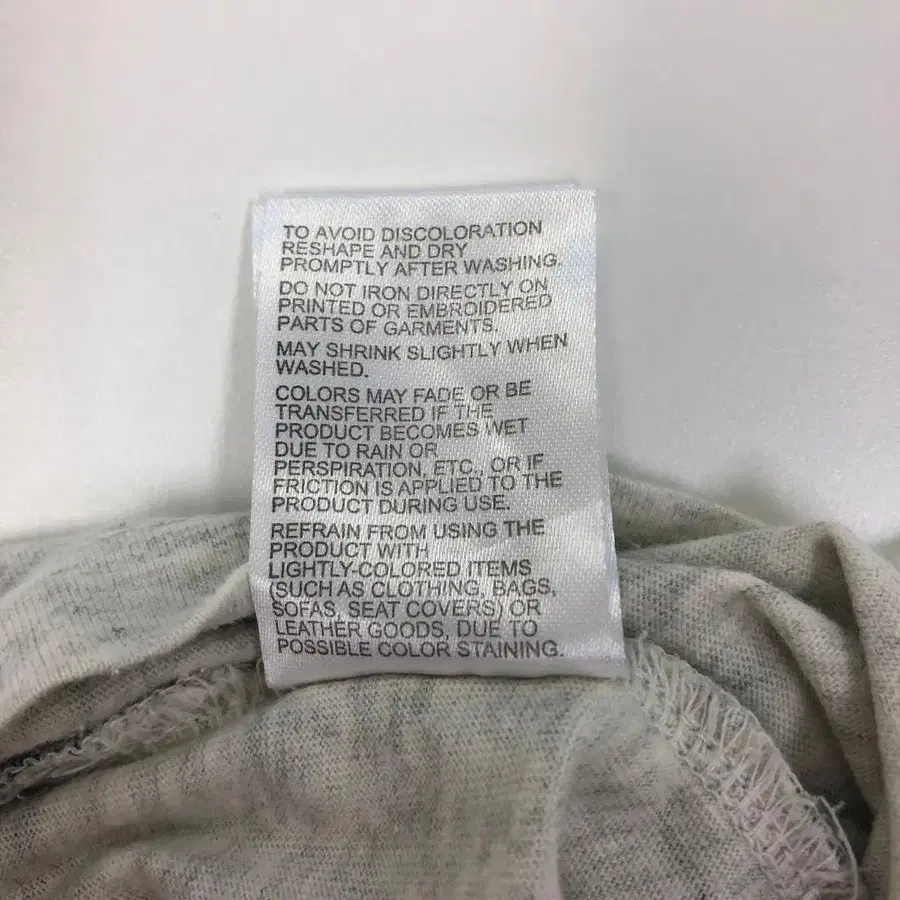 TO AVOID DISCOLORATION
RESHAPE AND DRY
PROMPTLY AFTER WASHING.
DO NOT IRON DIRECTLY ON
PRINTED OR EMBROIDERED
PARTS OF GARMENTS.
MAY SHRINK SLIGHTLY WHEN
WASHED.
COLORS MAY FADE OR BE
TRANSFERRED IF THE
PRODUCT BECOMES WET
DUE TO RAIN OR
PERSPIRATION, ETC., OR IF
FRICTION IS APPLIED TO THE
PRODUCT DURING USE.
REFRAIN FROM USING THE
PRODUCT WITH
LIGHTLY-COLORED ITEMS
(SUCH AS CLOTHING, BAGS,
SOFAS, SEAT COVERS) OR
LEATHER GOODS, DUE TO
POSSIBLE COLOR STAINING.